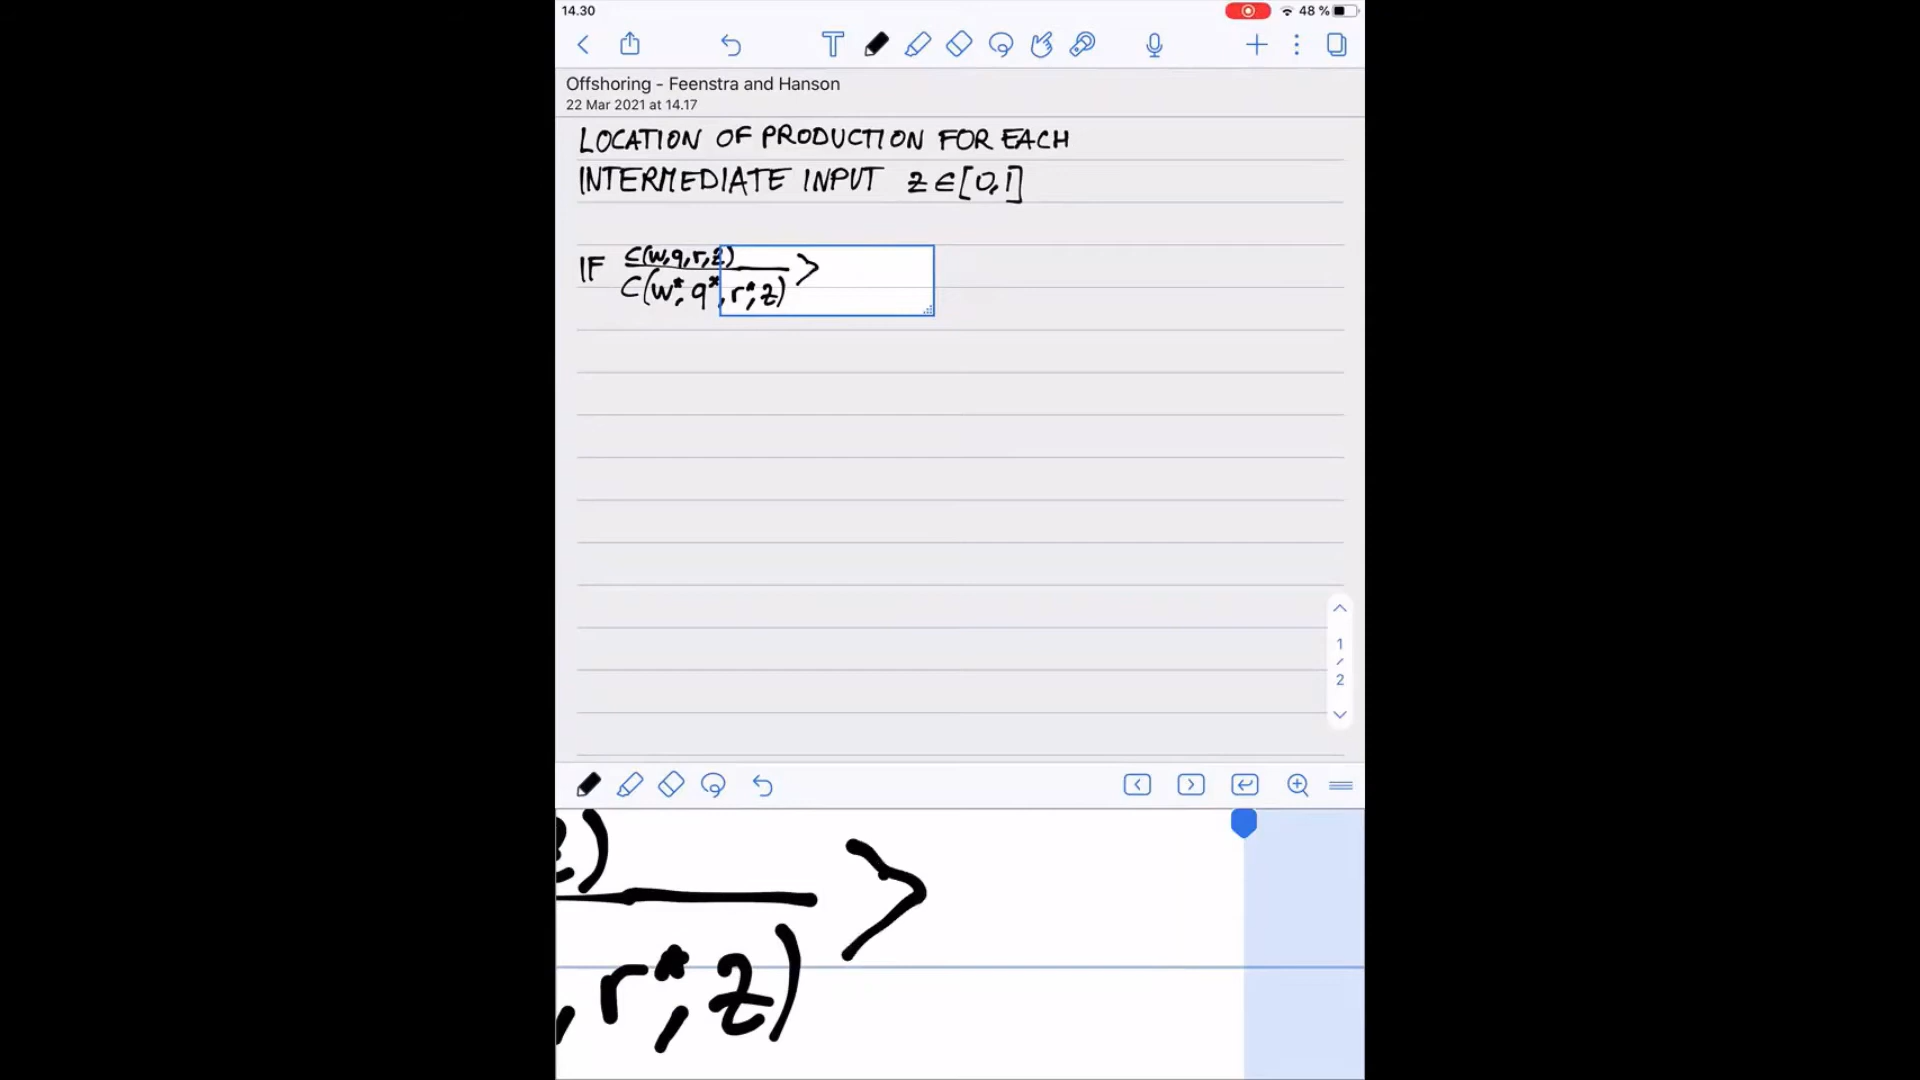 14.30
48 %
Offshoring - Feenstra and Hanson
22 Mar 2021 at 14.17
LOCATION OF PRODUCTION FOR EACH
INTERMEDIATE INPUT z ∈ [0,1]
IF C(w,q,r,z) >
C(w*,q*,r*,z)
1
/
2
z) >
,r*,z)